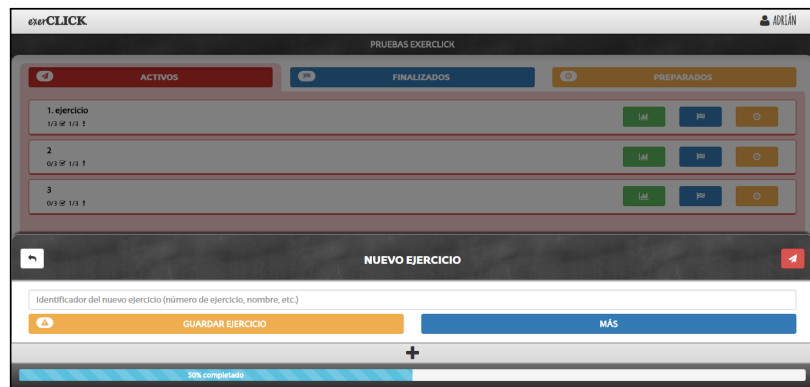 exerCLICK ADRIÁN
PRUEBAS EXERCLICK
ACTIVOS FINALIZADOS PREPARADOS
1. ejercicio
1/3 1/3 !
2
0/3 1/3 !
3
0/3 1/3 !
NUEVO EJERCICIO
Identificador del nuevo ejercicio (número de ejercicio, nombre, etc.)
GUARDAR EJERCICIO MÁS
50% completado